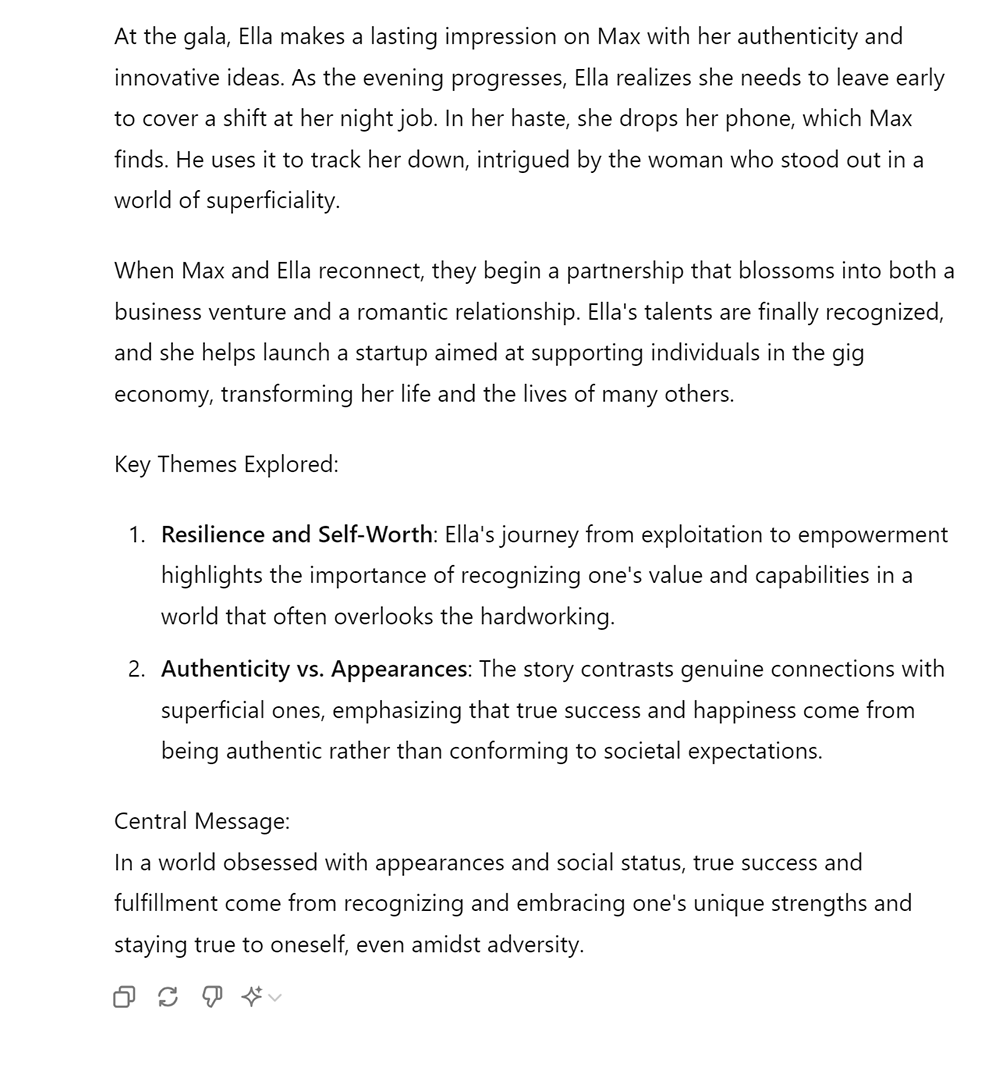 At the gala, Ella makes a lasting impression on Max with her authenticity and
innovative ideas. As the evening progresses, Ella realizes she needs to leave early
to cover a shift at her night job. In her haste, she drops her phone, which Max
finds. He uses it to track her down, intrigued by the woman who stood out in a
world of superficiality.
When Max and Ella reconnect, they begin a partnership that blossoms into both a
business venture and a romantic relationship. Ella's talents are finally recognized,
and she helps launch a startup aimed at supporting individuals in the gig
economy, transforming her life and the lives of many others.
Key Themes Explored:
1. Resilience and Self-Worth: Ella's journey from exploitation to empowerment
highlights the importance of recognizing one's value and capabilities in a
world that often overlooks the hardworking.
2. Authenticity vs. Appearances: The story contrasts genuine connections with
superficial ones, emphasizing that true success and happiness come from
being authentic rather than conforming to societal expectations.
Central Message:
In a world obsessed with appearances and social status, true success and
fulfillment come from recognizing and embracing one's unique strengths and
staying true to oneself, even amidst adversity.